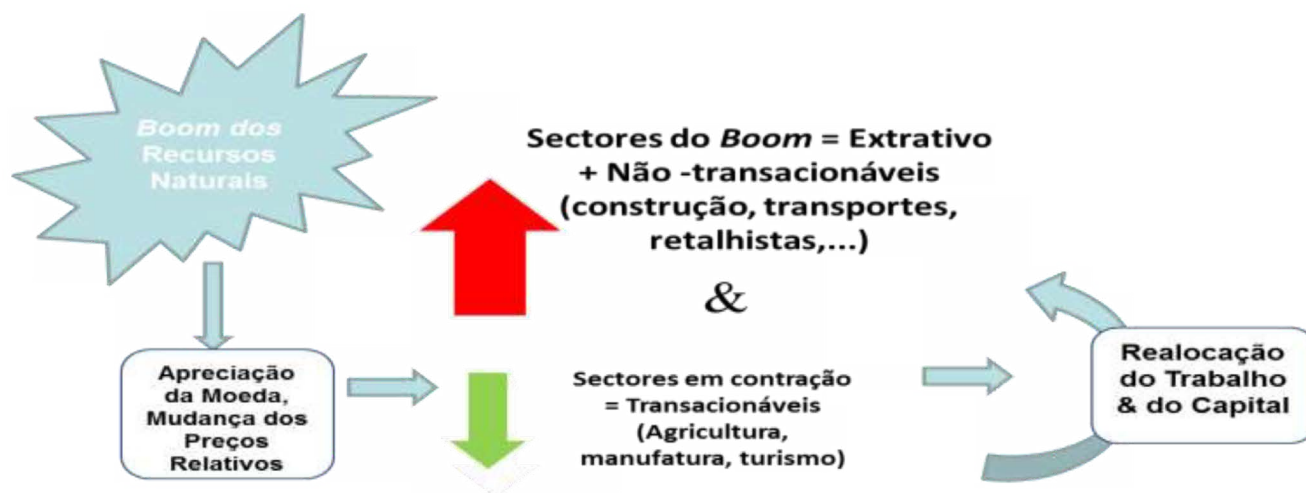 Boom dos
Recursos
Naturais
Sectores do Boom = Extrativo
+ Não -transacionáveis
(construção, transportes,
retalhistas,...)
&
Apreciação
da Moeda,
Mudança dos
Preços
Relativos
Sectores em contração
= Transacionáveis
(Agricultura,
manufatura, turismo)
Realocação
do Trabalho
& do Capital